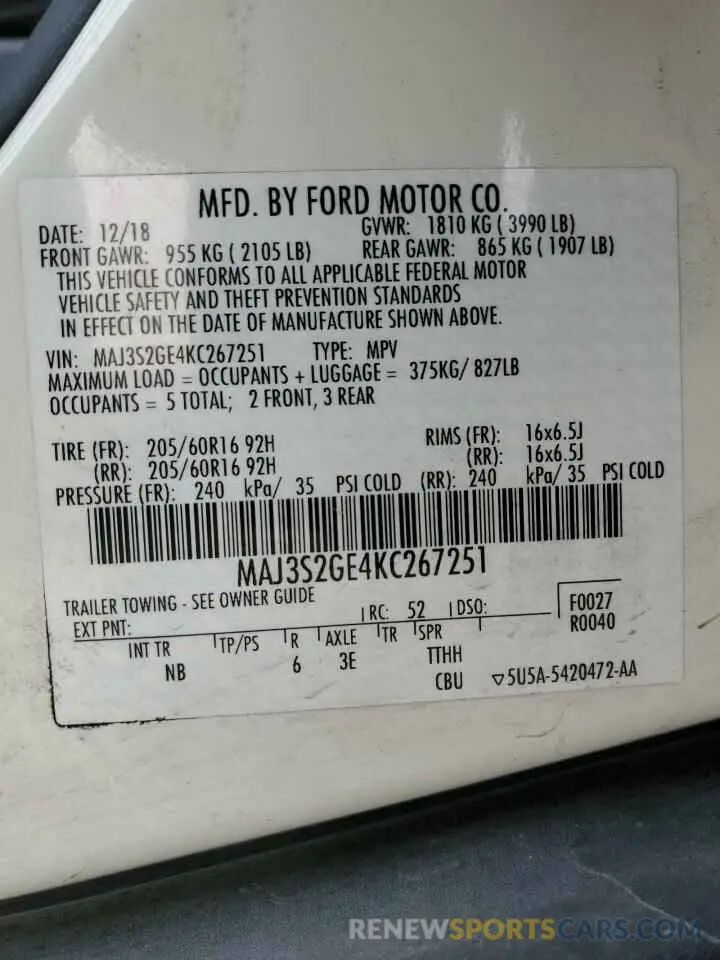 MFD. BY FORD MOTOR CO.
DATE: 12/18 GVWR: 1810 KG ( 3990 LB)
FRONT GAWR: 955 KG ( 2105 LB) REAR GAWR: 865 KG ( 1907 LB)
THIS VEHICLE CONFORMS TO ALL APPLICABLE FEDERAL MOTOR
VEHICLE SAFETY AND THEFT PREVENTION STANDARDS
IN EFFECT ON THE DATE OF MANUFACTURE SHOWN ABOVE.
VIN: MAJ3S2GE4KC267251 TYPE: MPV
MAXIMUM LOAD = OCCUPANTS + LUGGAGE = 375KG/ 827LB
OCCUPANTS = 5 TOTAL; 2 FRONT, 3 REAR
TIRE (FR): 205/60R16 92H RIMS (FR): 16x6.5J
(RR): 205/60R16 92H (RR): 16x6.5J
PRESSURE (FR): 240 kPa/ 35 PSI COLD (RR): 240 kPa/ 35 PSI COLD
MAJ3S2GE4KC267251
TRAILER TOWING - SEE OWNER GUIDE
EXT PNT: RC: 52 DSO: F0027
R0040
INT TR TP/PS R AXLE TR SPR
NB 6 3E TTHH
CBU ▽5U5A-5420472-AA
RENEWSPORTSCARS.COM